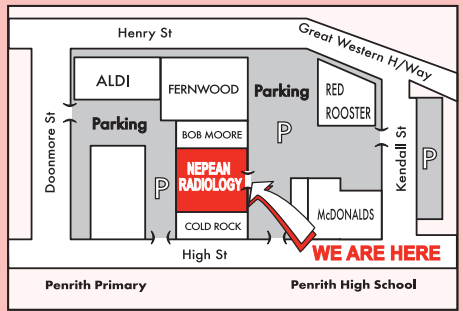 Henry St
Great Western H/Way
ALDI
FERNWOOD
Parking
RED
ROOSTER
Doonmore St
Parking
BOB MOORE
P
Kendall St
P
P
NEPEAN
RADIOLOGY
McDONALDS
COLD ROCK
WE ARE HERE
High St
Penrith Primary
Penrith High School